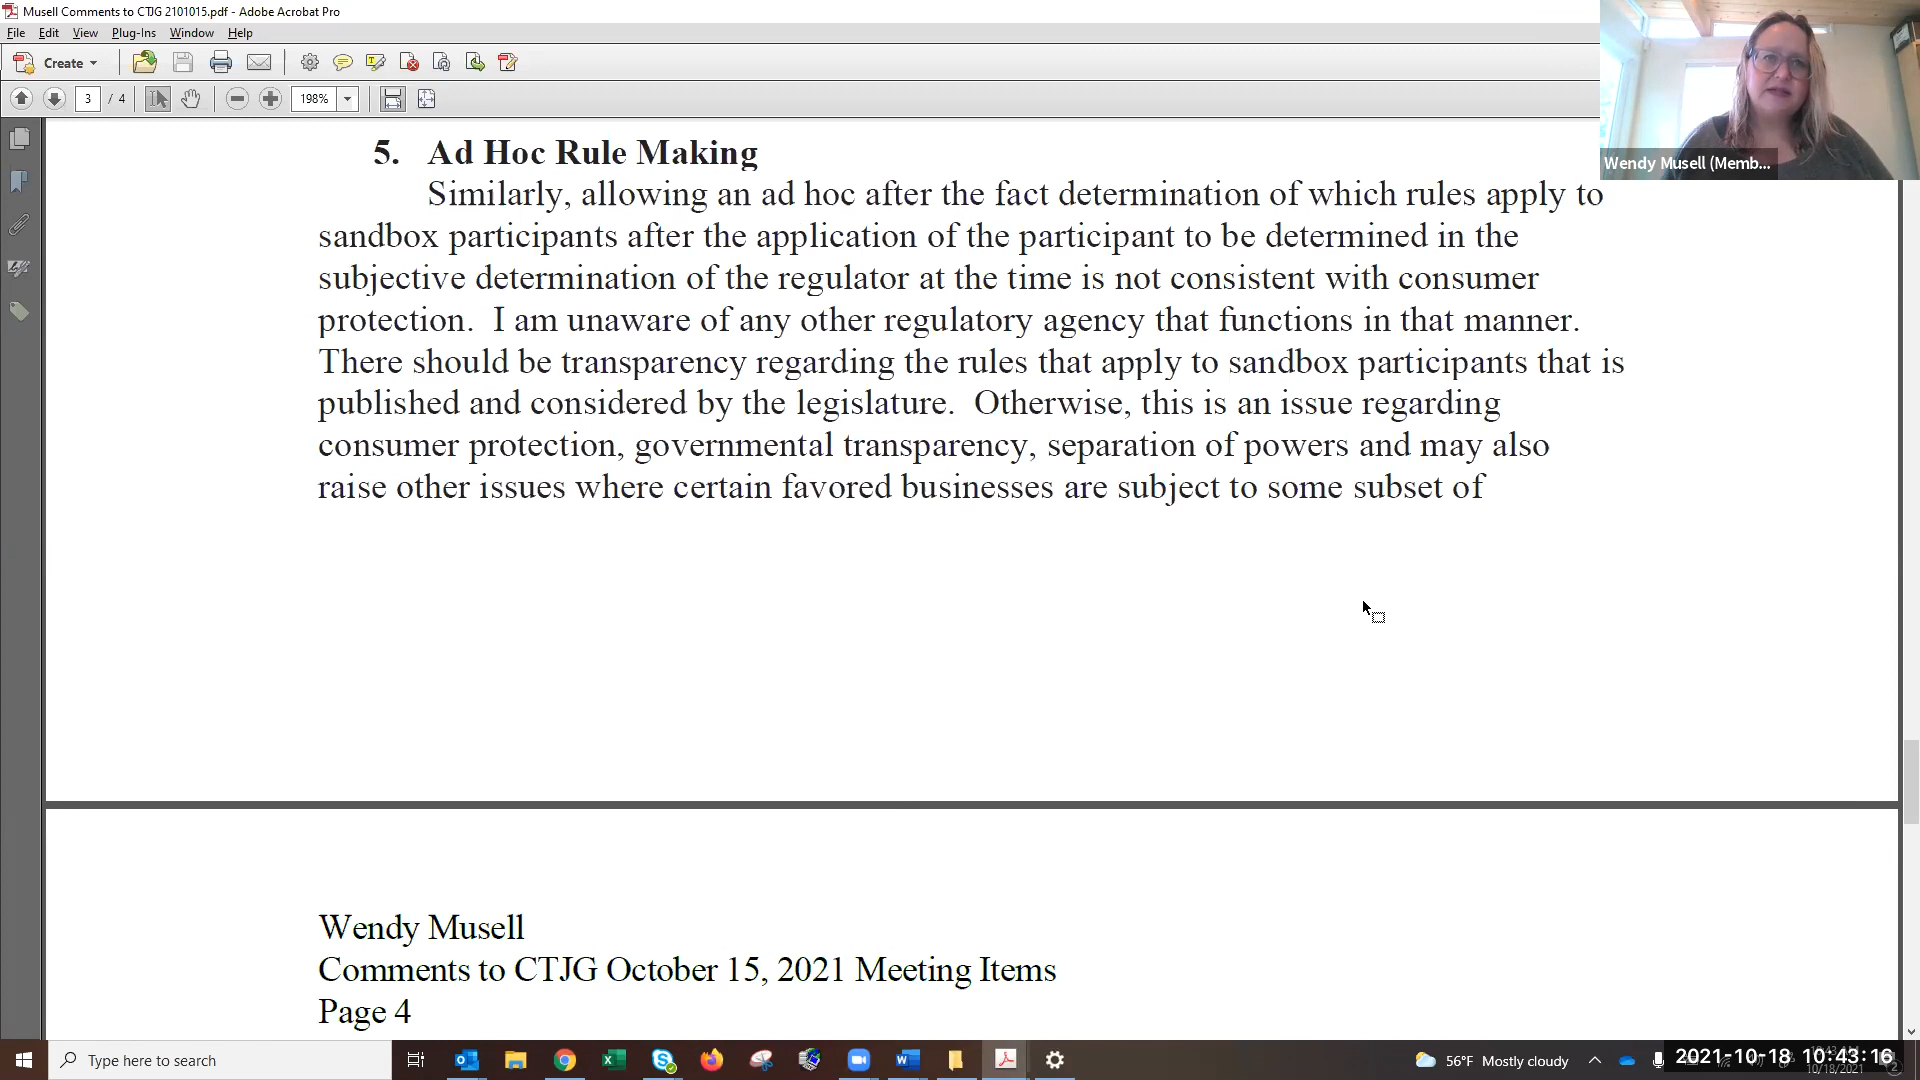 Musell Comments to CTJG 2101015.pdf - Adobe Acrobat Pro
File Edit View Plug-Ins Window Help
Create
3 / 4 198%
Wendy Musell (Memb...
5. Ad Hoc Rule Making
Similarly, allowing an ad hoc after the fact determination of which rules apply to
sandbox participants after the application of the participant to be determined in the
subjective determination of the regulator at the time is not consistent with consumer
protection. I am unaware of any other regulatory agency that functions in that manner.
There should be transparency regarding the rules that apply to sandbox participants that is
published and considered by the legislature. Otherwise, this is an issue regarding
consumer protection, governmental transparency, separation of powers and may also
raise other issues where certain favored businesses are subject to some subset of
Wendy Musell
Comments to CTJG October 15, 2021 Meeting Items
Page 4
Type here to search
56°F Mostly cloudy
2021-10-18 10:43:16
10/18/2021